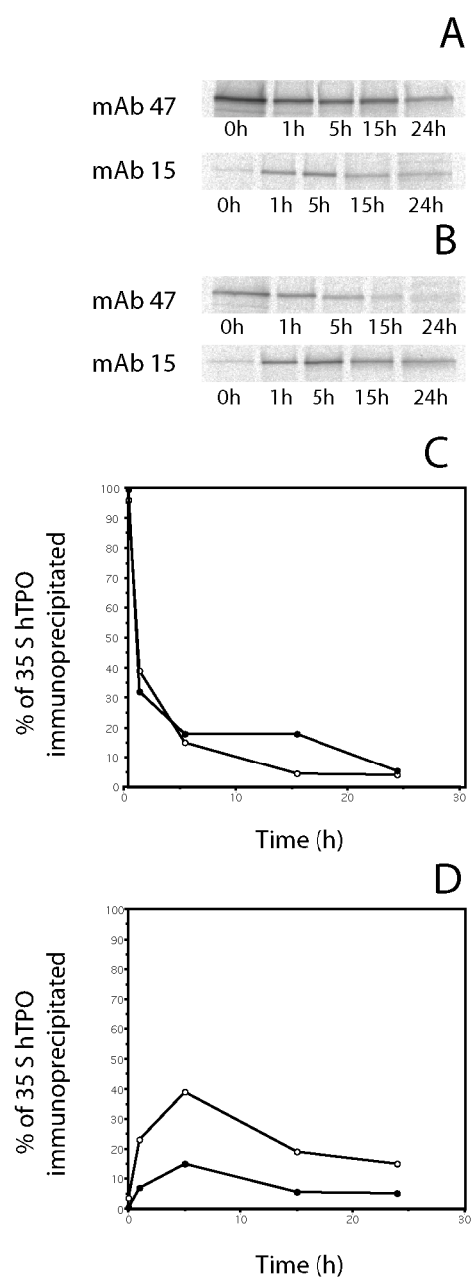 A
mAb 47
0h 1h 5h 15h 24h
mAb 15
0h 1h 5h 15h 24h
B
mAb 47
0h 1h 5h 15h 24h
mAb 15
0h 1h 5h 15h 24h
C
% of 35 S hTPO
immunoprecipitated
100
90
80
70
60
50
40
30
20
10
0
0 10 20 30
Time (h)
D
% of 35 S hTPO
immunoprecipitated
100
90
80
70
60
50
40
30
20
10
0
0 10 20 30
Time (h)